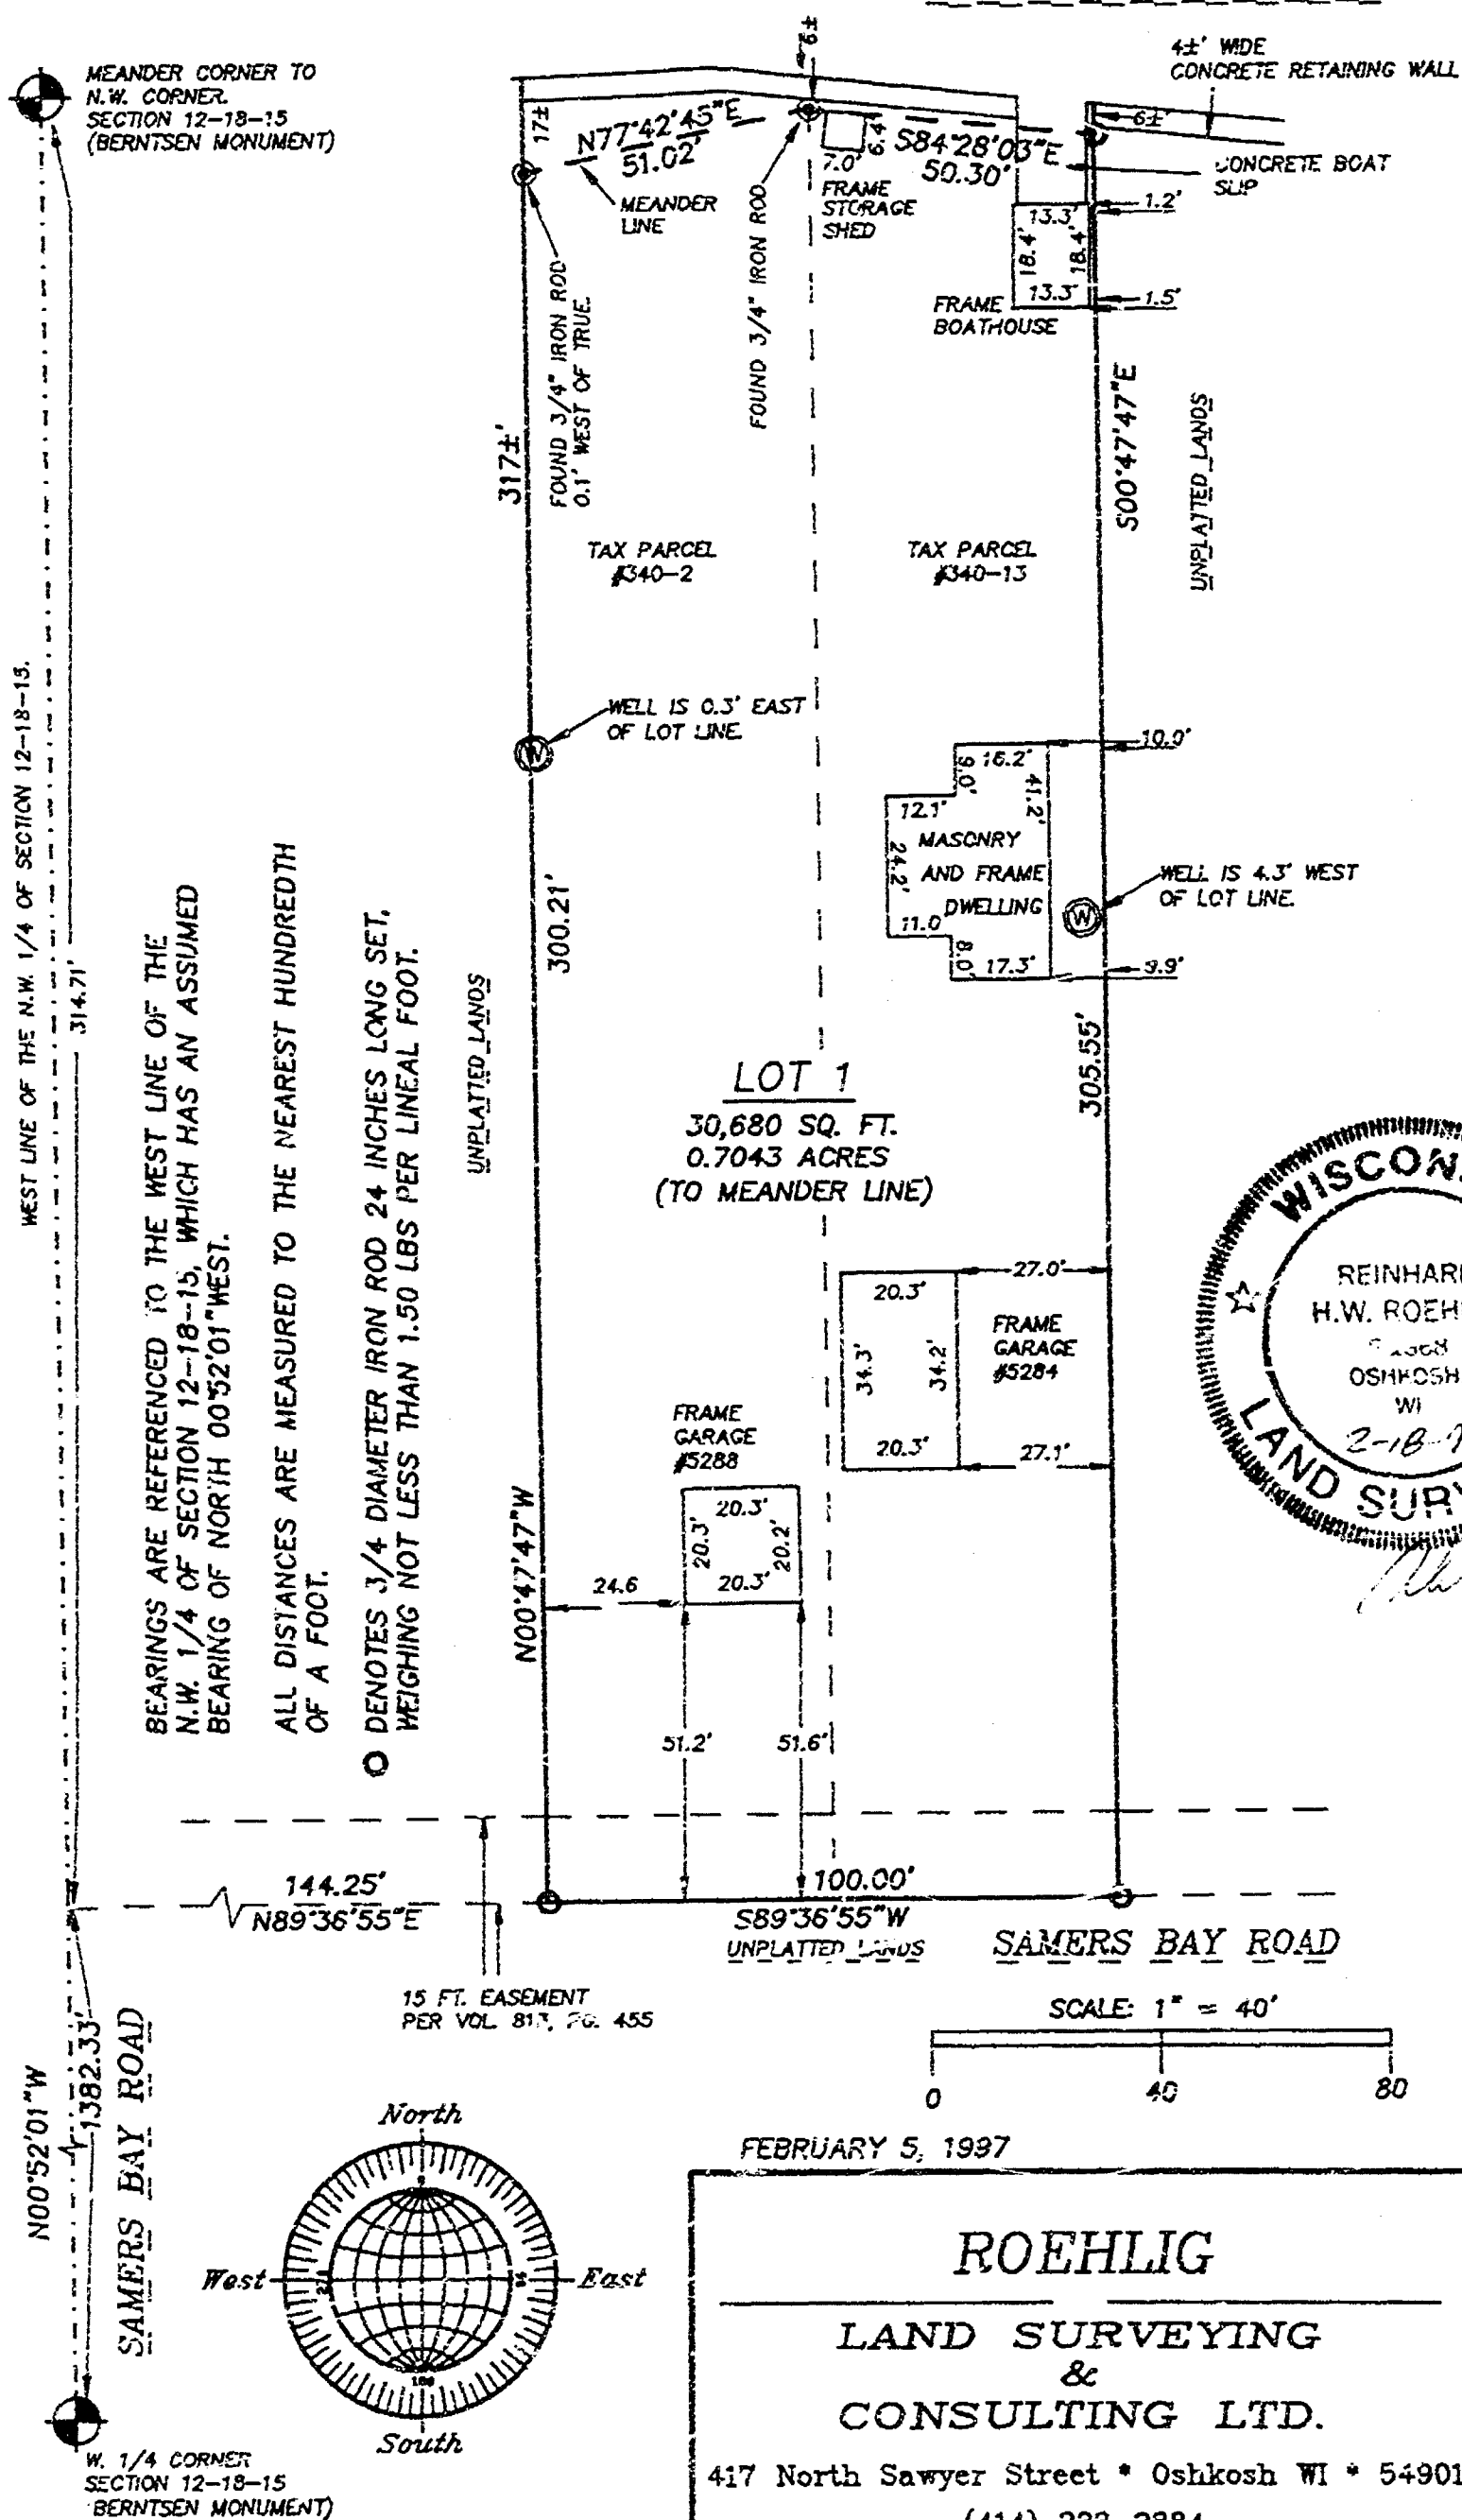 MEANDER CORNER TO
N.W. CORNER.
SECTION 12-18-15
(BERNTSEN MONUMENT)
6±
4±' WIDE
CONCRETE RETAINING WALL
17±
N77°42'45"E
51.02'
MEANDER
LINE
6.4'
7.0'
FRAME
STORAGE
SHED
S84°28'03"E
50.30'
6±'
CONCRETE BOAT
SLIP
1.2'
13.3'
18.4'
18.4'
13.3'
1.5'
FRAME
BOATHOUSE
FOUND 3/4" IRON ROD
0.1' WEST OF TRUE.
FOUND 3/4" IRON ROD
317±'
S00°47'47"E
UNPLATTED LANDS
TAX PARCEL
#340-2
TAX PARCEL
#340-13
WEST LINE OF THE N.W. 1/4 OF SECTION 12-18-15.
314.71'
WELL IS 0.3' EAST
OF LOT LINE.
W
10.0'
9.0'
16.2'
41.2'
12.1'
MASONRY
AND FRAME
DWELLING
24.2'
11.0
8.0'
17.3'
W
WELL IS 4.3' WEST
OF LOT LINE.
9.9'
300.21'
305.55'
UNPLATTED LANDS
BEARINGS ARE REFERENCED TO THE WEST LINE OF THE
N.W. 1/4 OF SECTION 12-18-15, WHICH HAS AN ASSUMED
BEARING OF NORTH 00°52'01" WEST.
ALL DISTANCES ARE MEASURED TO THE NEAREST HUNDREDTH
OF A FOOT.
DENOTES 3/4 DIAMETER IRON ROD 24 INCHES LONG SET,
WEIGHING NOT LESS THAN 1.50 LBS PER LINEAL FOOT.
LOT 1
30,680 SQ. FT.
0.7043 ACRES
(TO MEANDER LINE)
WISCON
REINHAR
H.W. ROEH
OSHKOSH
WI
2-18-
LAND SURV
20.3'
27.0'
34.3'
34.2'
FRAME
GARAGE
#5284
20.3'
27.1'
FRAME
GARAGE
#5288
20.3'
20.3'
20.2'
20.3'
24.6
N00°47'47"W
51.2'
51.6'
144.25'
N89°36'55"E
100.00'
S89°36'55"W
UNPLATTED LANDS
SAMERS BAY ROAD
15 FT. EASEMENT
PER VOL. 817, PG. 455
SCALE: 1" = 40'
0 40 80
N00°52'01"W
1382.33'
SAMERS BAY ROAD
North
West
East
South
180
FEBRUARY 5, 1997
ROEHLIG
LAND SURVEYING
&
CONSULTING LTD.
417 North Sawyer Street * Oshkosh WI * 54901
W. 1/4 CORNER
SECTION 12-18-15
BERNTSEN MONUMENT)